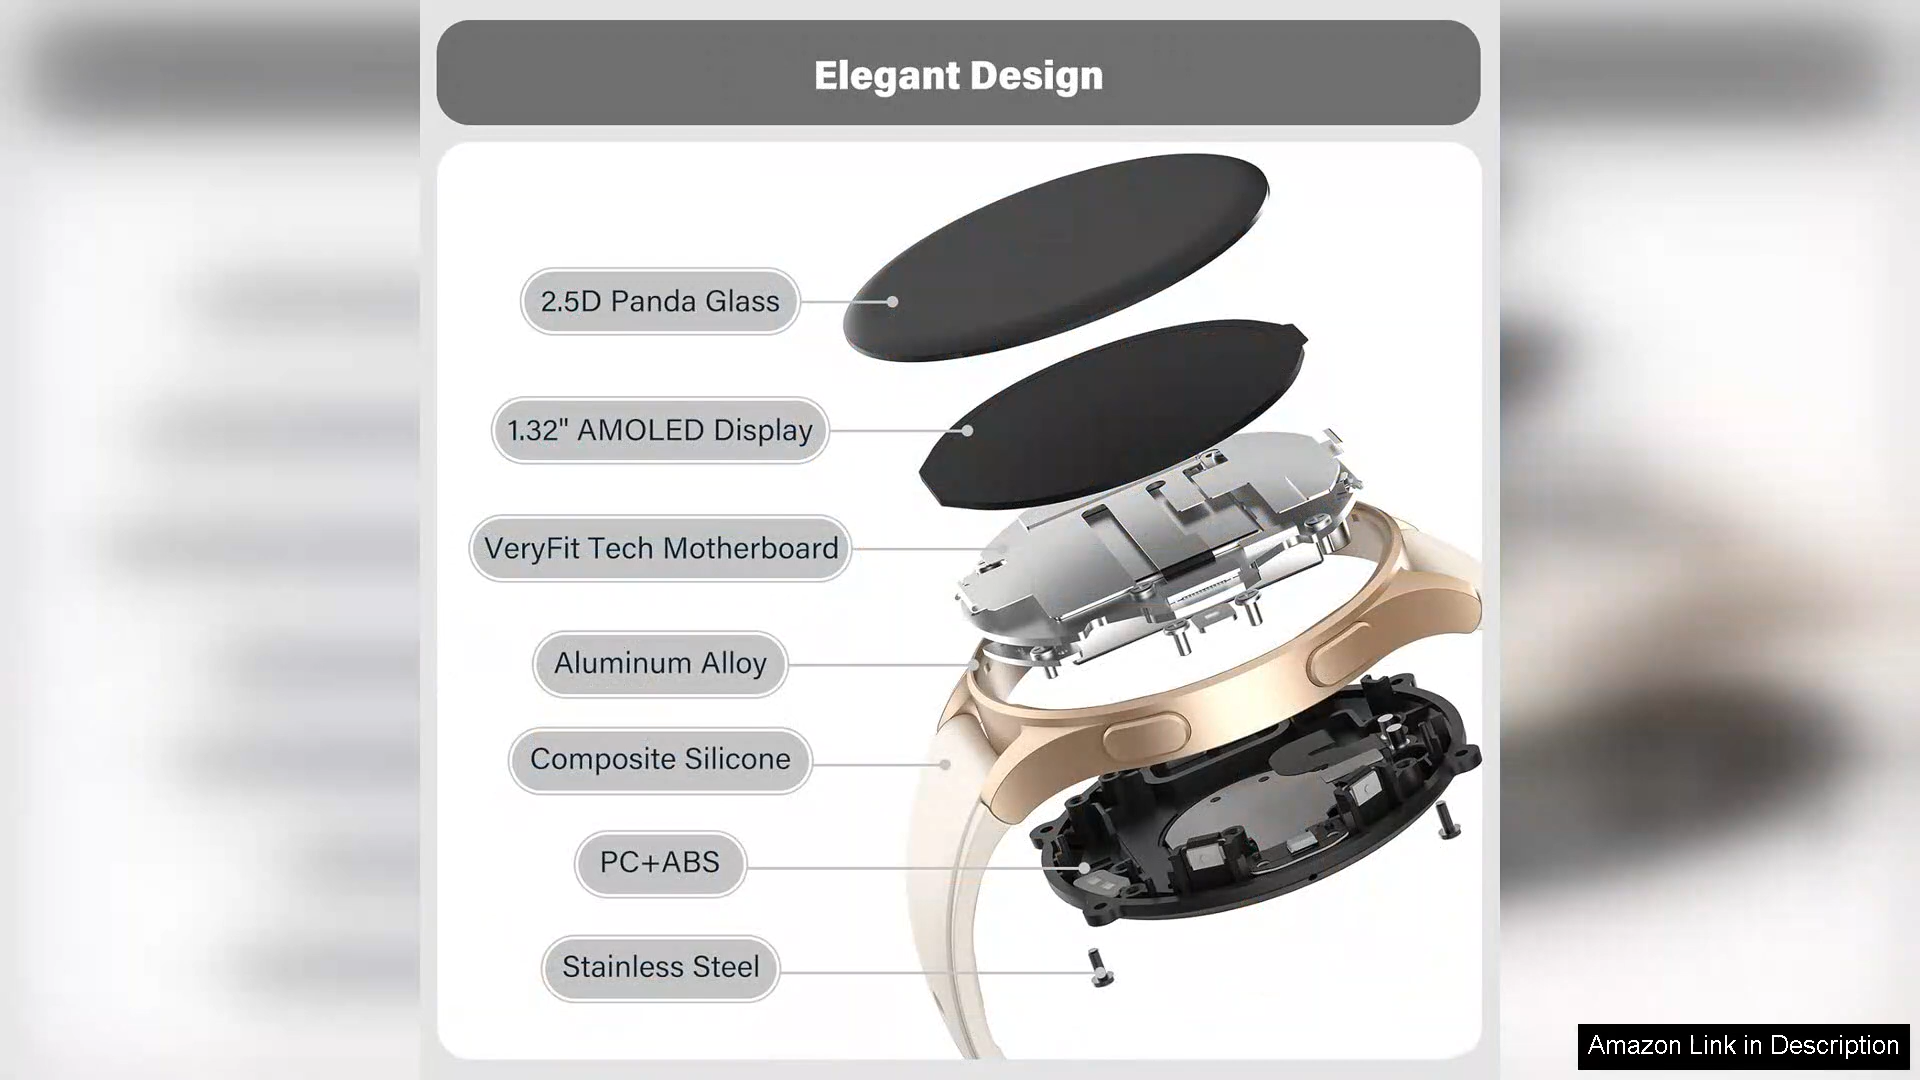 Elegant Design
2.5D Panda Glass
1.32" AMOLED Display
VeryFit Tech Motherboard
Aluminum Alloy
Composite Silicone
PC+ABS
Stainless Steel
Amazon Link in Description